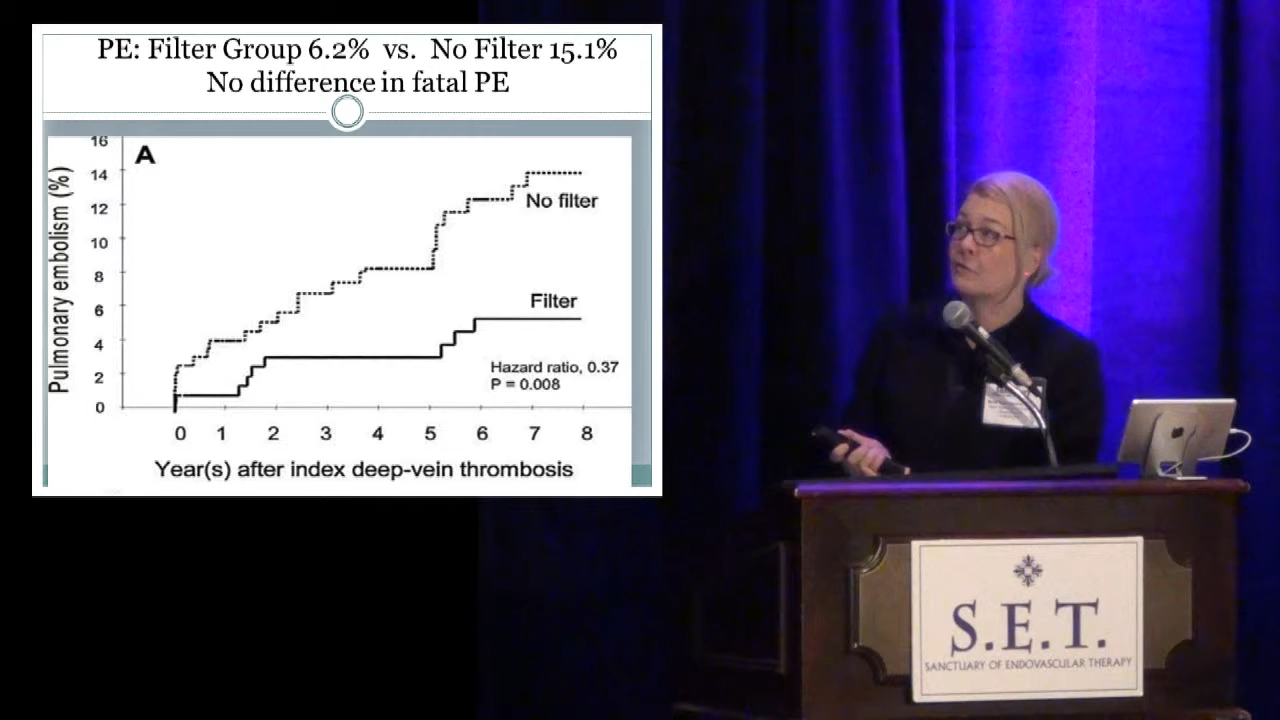 PE: Filter Group 6.2% vs. No Filter 15.1%
No difference in fatal PE
A
Pulmonary embolism (%)
16
14
12
10
8
6
4
2
0
No filter
Filter
Hazard ratio, 0.37
P = 0.008
0 1 2 3 4 5 6 7 8
Year(s) after index deep-vein thrombosis
S.E.T.
SANCTUARY OF ENDOVASCULAR THERAPY